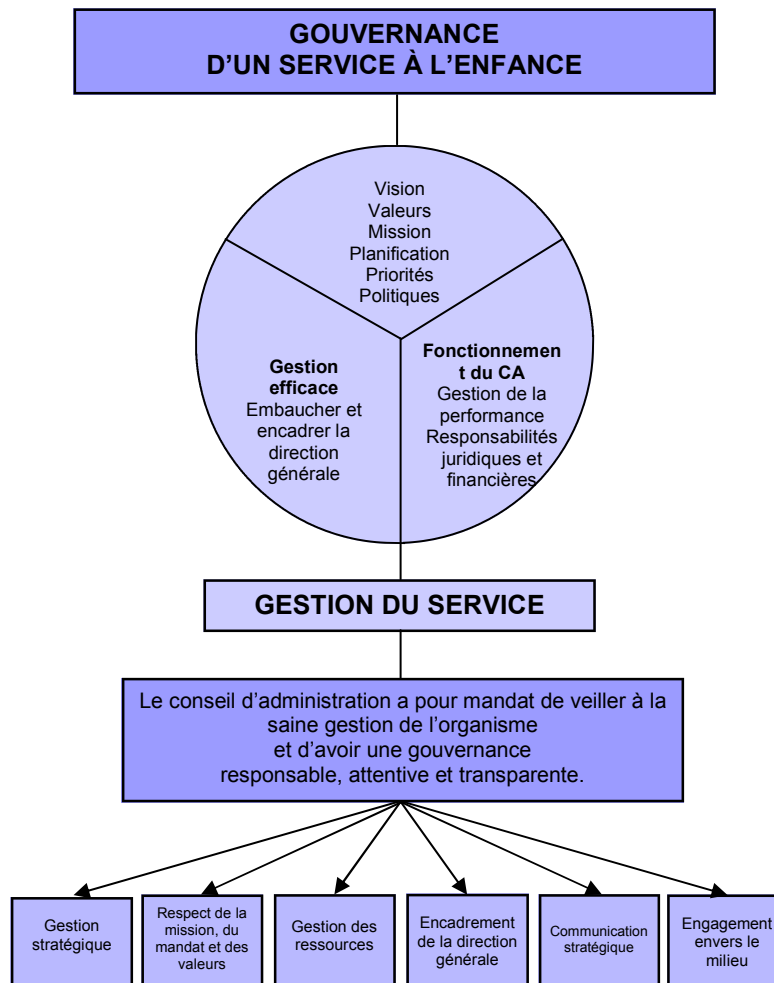 GOUVERNANCE
D’UN SERVICE À L’ENFANCE
Vision
Valeurs
Mission
Planification
Priorités
Politiques
Gestion
efficace
Embaucher et
encadrer la
direction
générale
Fonctionnemen
t du CA
Gestion de la
performance
Responsabilités
juridiques et
financières
GESTION DU SERVICE
Le conseil d’administration a pour mandat de veiller à la
saine gestion de l’organisme
et d’avoir une gouvernance
responsable, attentive et transparente.
Gestion
stratégique
Respect de la
mission, du
mandat et des
valeurs
Gestion des
ressources
Encadrement
de la direction
générale
Communication
stratégique
Engagement
envers le
milieu